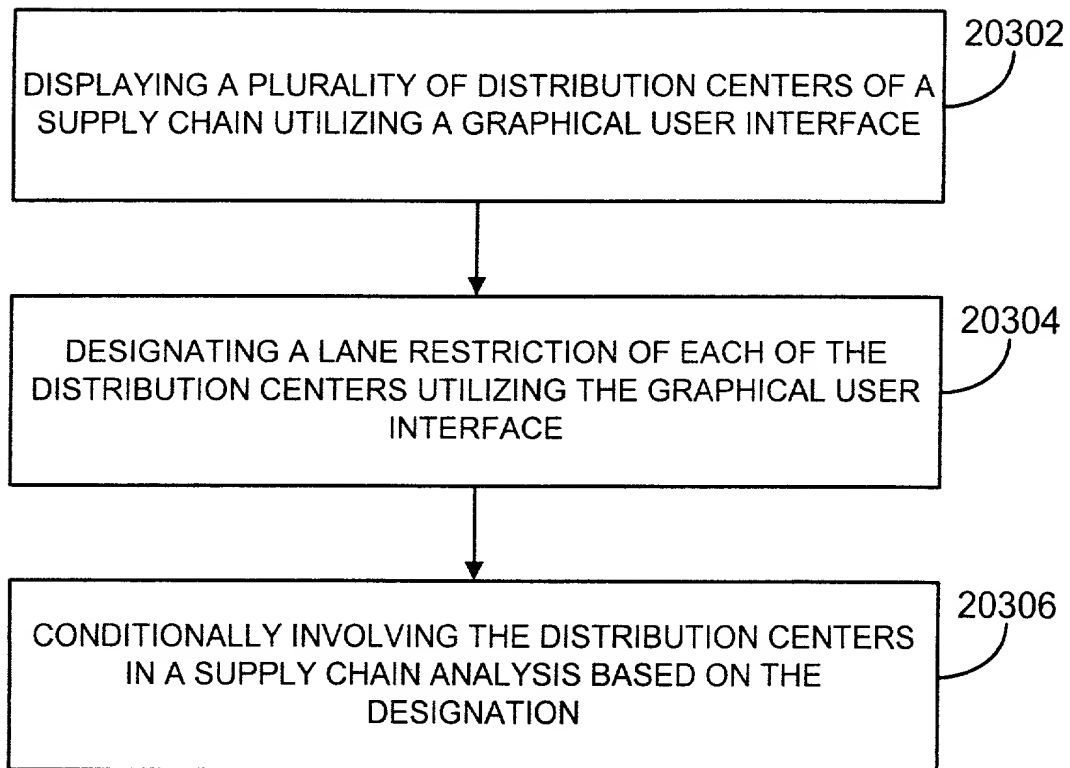 20302
DISPLAYING A PLURALITY OF DISTRIBUTION CENTERS OF A
SUPPLY CHAIN UTILIZING A GRAPHICAL USER INTERFACE
20304
DESIGNATING A LANE RESTRICTION OF EACH OF THE
DISTRIBUTION CENTERS UTILIZING THE GRAPHICAL USER
INTERFACE
20306
CONDITIONALLY INVOLVING THE DISTRIBUTION CENTERS
IN A SUPPLY CHAIN ANALYSIS BASED ON THE
DESIGNATION